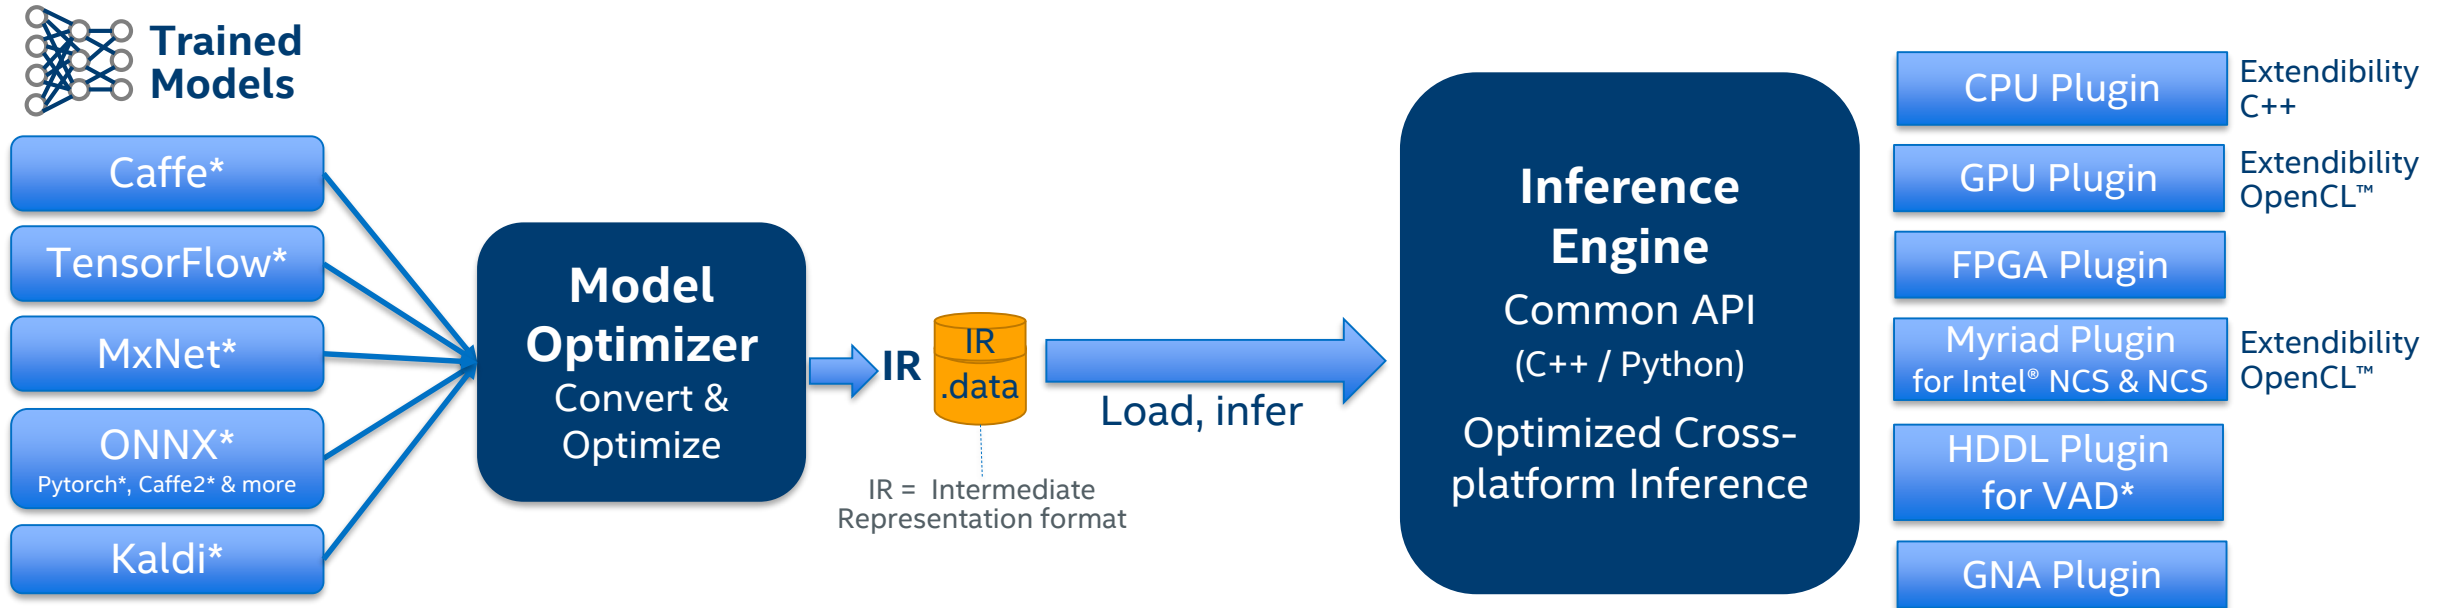 Trained
Models
Caffe*
TensorFlow*
MxNet*
ONNX*
Pytorch*, Caffe2* & more
Kaldi*
Model
Optimizer
Convert &
Optimize
IR
IR
.data
IR = Intermediate
Representation format
Load, infer
Inference
Engine
Common API
(C++ / Python)
Optimized Cross-
platform Inference
CPU Plugin
Extendibility
C++
GPU Plugin
Extendibility
OpenCL™
FPGA Plugin
Myriad Plugin
for Intel® NCS & NCS
Extendibility
OpenCL™
HDDL Plugin
for VAD*
GNA Plugin